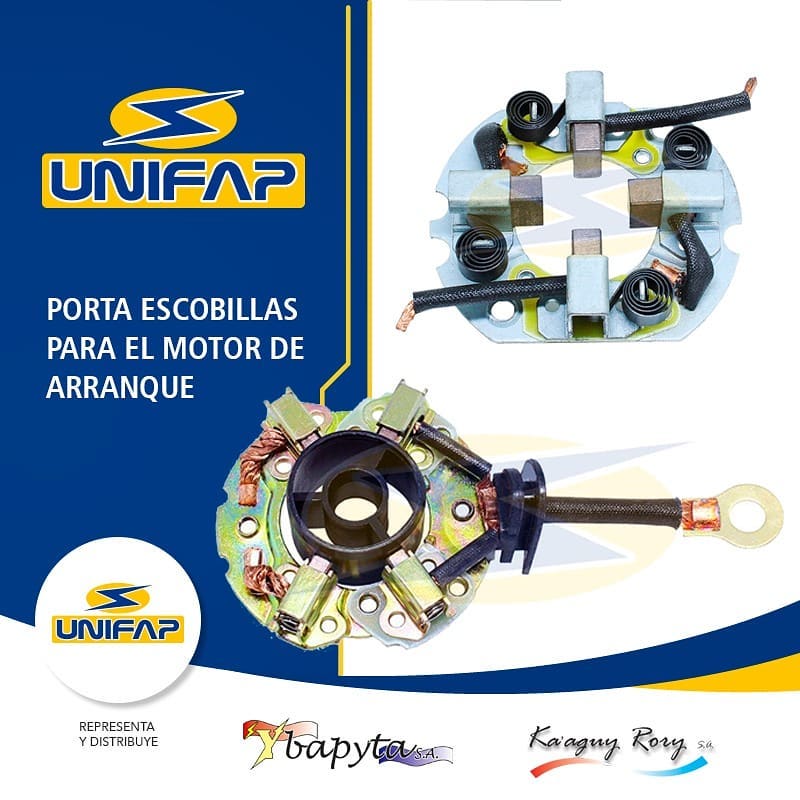 UNIFAP
PORTA ESCOBILLAS
PARA EL MOTOR DE
ARRANQUE
UNIFAP
REPRESENTA
Y DISTRIBUYE
Ybapyta S.A.
Ka'aguy Rory s.a.